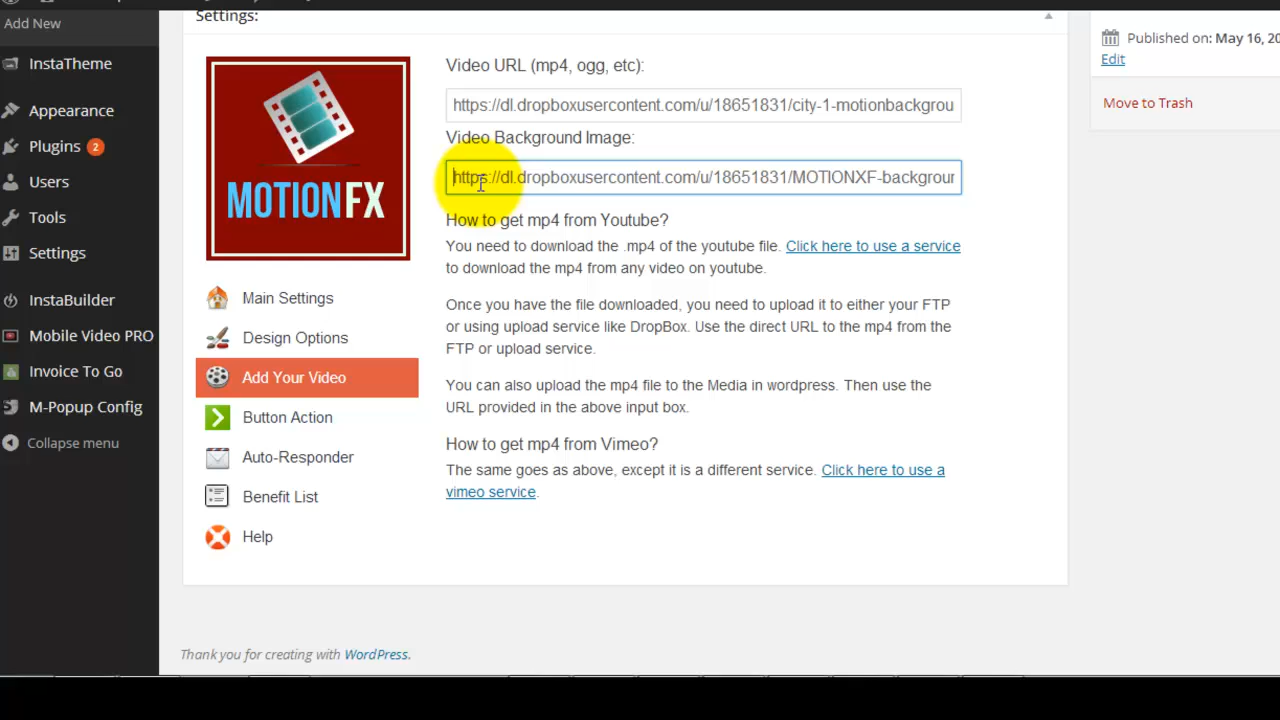 Settings:
Add New
InstaTheme
Appearance
Plugins 2
Users
Tools
Settings
InstaBuilder
Mobile Video PRO
Invoice To Go
M-Popup Config
Collapse menu
MOTIONFX
Main Settings
Design Options
Add Your Video
Button Action
Auto-Responder
Benefit List
Help
Video URL (mp4, ogg, etc):
https://dl.dropboxusercontent.com/u/18651831/city-1-motionbackgrou
Video Background Image:
https://dl.dropboxusercontent.com/u/18651831/MOTIONXF-backgroun
How to get mp4 from Youtube?
You need to download the .mp4 of the youtube file. Click here to use a service
to download the mp4 from any video on youtube.
Once you have the file downloaded, you need to upload it to either your FTP
or using upload service like DropBox. Use the direct URL to the mp4 from the
FTP or upload service.
You can also upload the mp4 file to the Media in wordpress. Then use the
URL provided in the above input box.
How to get mp4 from Vimeo?
The same goes as above, except it is a different service. Click here to use a
vimeo service.
Published on: May 16, 20
Edit
Move to Trash
Thank you for creating with WordPress.